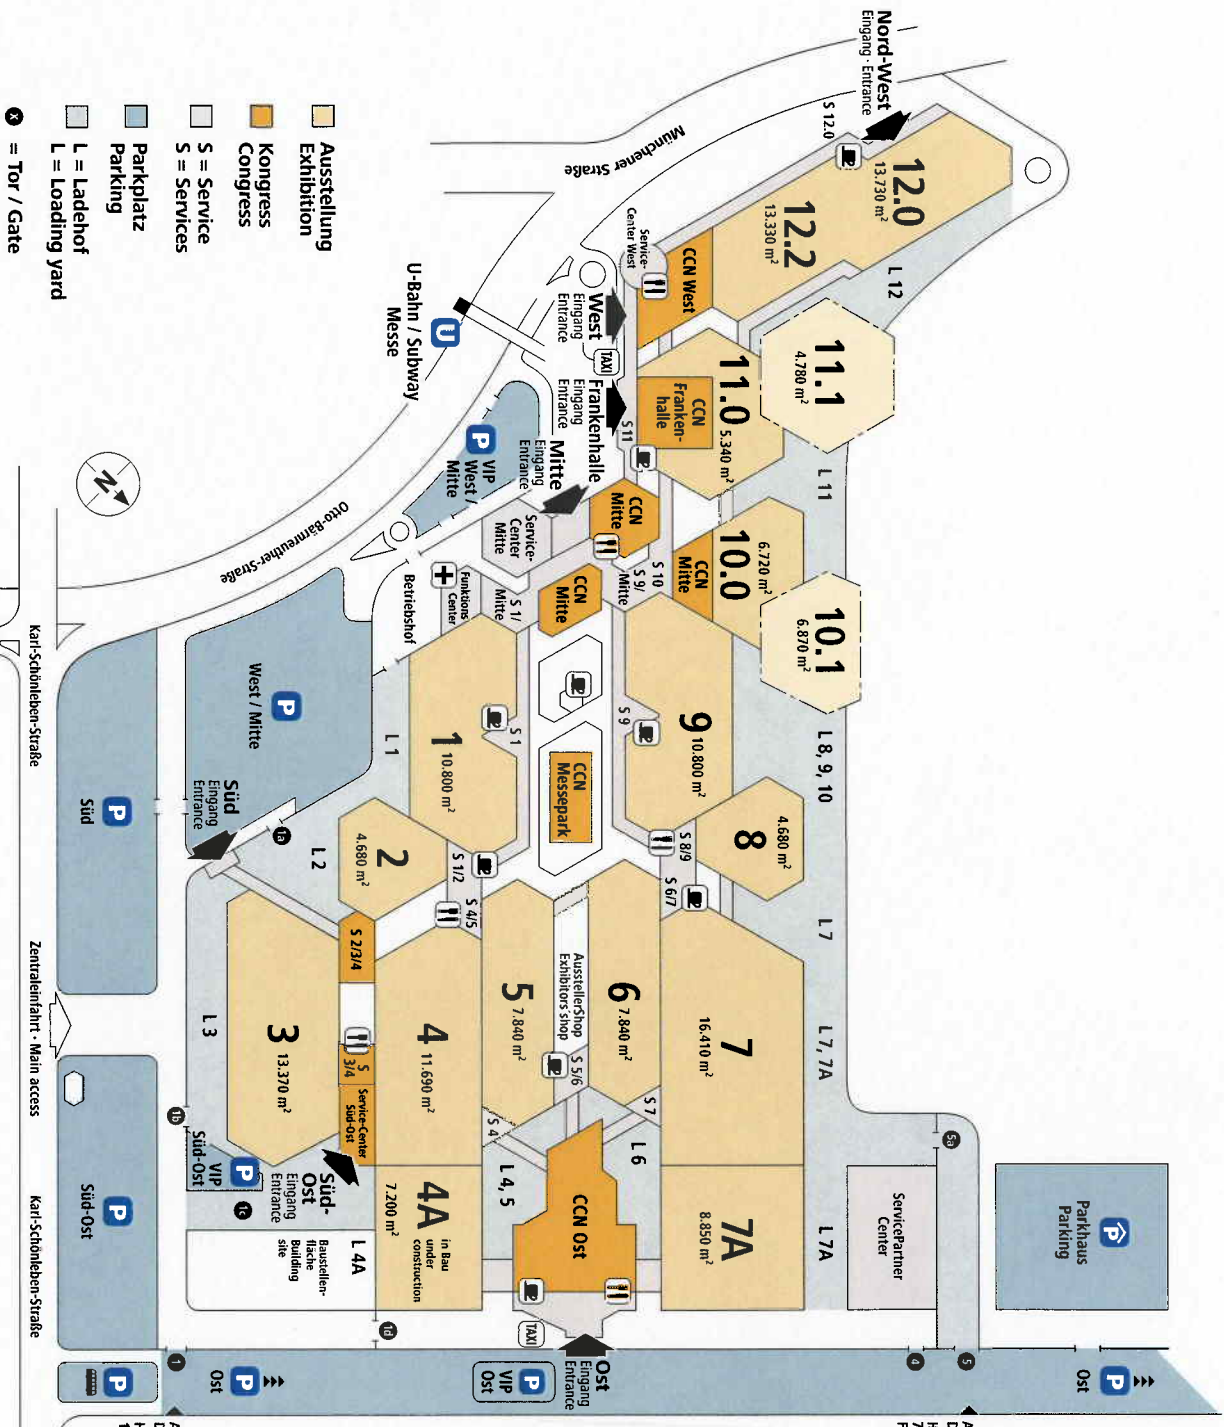 Nord-West
Eingang · Entrance
S 12.0
12.0
13.730 m²
12.2
13.330 m²
L 12
Münchener Straße
Service-
Center West
CCN West
West
Eingang
Entrance
TAXI
Frankenhalle
Eingang
Entrance
11.1
4.780 m²
11.0
5.340 m²
CCN
Franken-
halle
S 11
L 11
U-Bahn / Subway
Messe
U
P
VIP
West /
Mitte
Mitte
Eingang
Entrance
Service-
Center
Mitte
CCN
Mitte
CCN
Mitte
CCN
Mitte
10.0
6.720 m²
10.1
6.870 m²
S 10
S 9/
Mitte
S 1/
Mitte
Funktions
Center
Betriebshof
Otto-Bärnreuther-Straße
N
Ausstellung
Exhibition
Kongress
Congress
S = Service
S = Services
Parkplatz
Parking
L = Ladehof
L = Loading yard
x = Tor / Gate
Karl-Schönleben-Straße
P
West / Mitte
P
Süd
Süd
Eingang
Entrance
1a
L 1
1
10.800 m²
S 1
CCN
Messepark
S 9
9
10.800 m²
L 8, 9, 10
8
4.680 m²
S 8/9
S 6/7
2
4.680 m²
L 2
S 1/2
S 4/5
S 2/3/4
L 7
L 3
3
13.370 m²
S
3/4
Service-Center
Süd-Ost
4
11.690 m²
5
7.840 m²
AusstellerShop
Exhibitors´shop
S 5/6
6
7.840 m²
7
16.410 m²
L 7, 7A
S 7
S 4
L 6
L 4, 5
Zentraleinfahrt · Main access
1b
P
VIP
Süd-Ost
Süd-
Ost
Eingang
Entrance
1c
P
Süd-Ost
Karl-Schönleben-Straße
L 4A
Baustellen-
fläche
Building
site
4A
7.200 m²
in Bau
under
construction
CCN Ost
7A
8.850 m²
L 7A
ServicePartner
Center
5a
P
Parkhaus
Parking
1d
TAXI
Ost
Eingang
Entrance
P
1
P
Ost
P
VIP
Ost
4
5
P
Ost